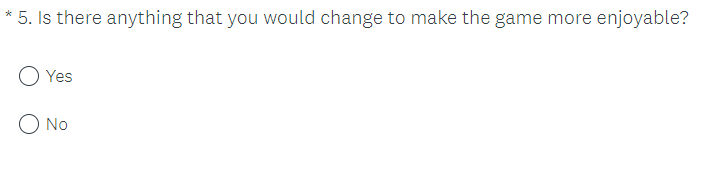 * 5. Is there anything that you would change to make the game more enjoyable?
Yes
No